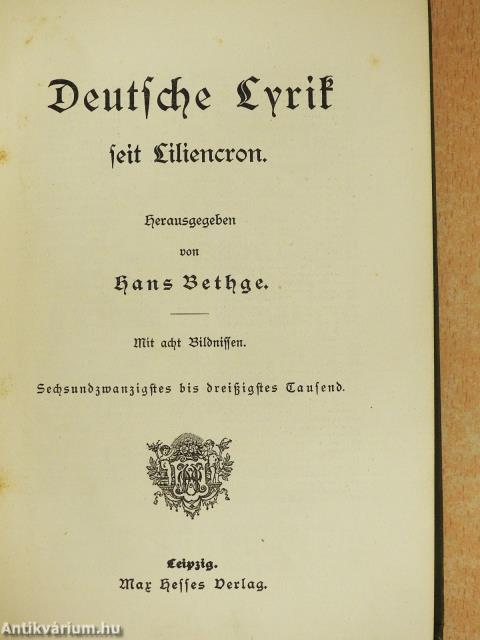 Deutsche Lyrik
seit Liliencron.
Herausgegeben
von
Hans Bethge.
Mit acht Bildnissen.
Sechsundzwanzigstes bis dreißigstes Tausend.
Leipzig.
Max Hesses Verlag.
Antikvárium.hu